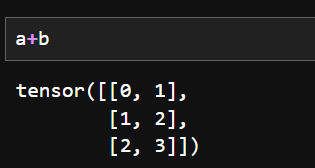 a+b
tensor([[0, 1],
        [1, 2],
        [2, 3]])